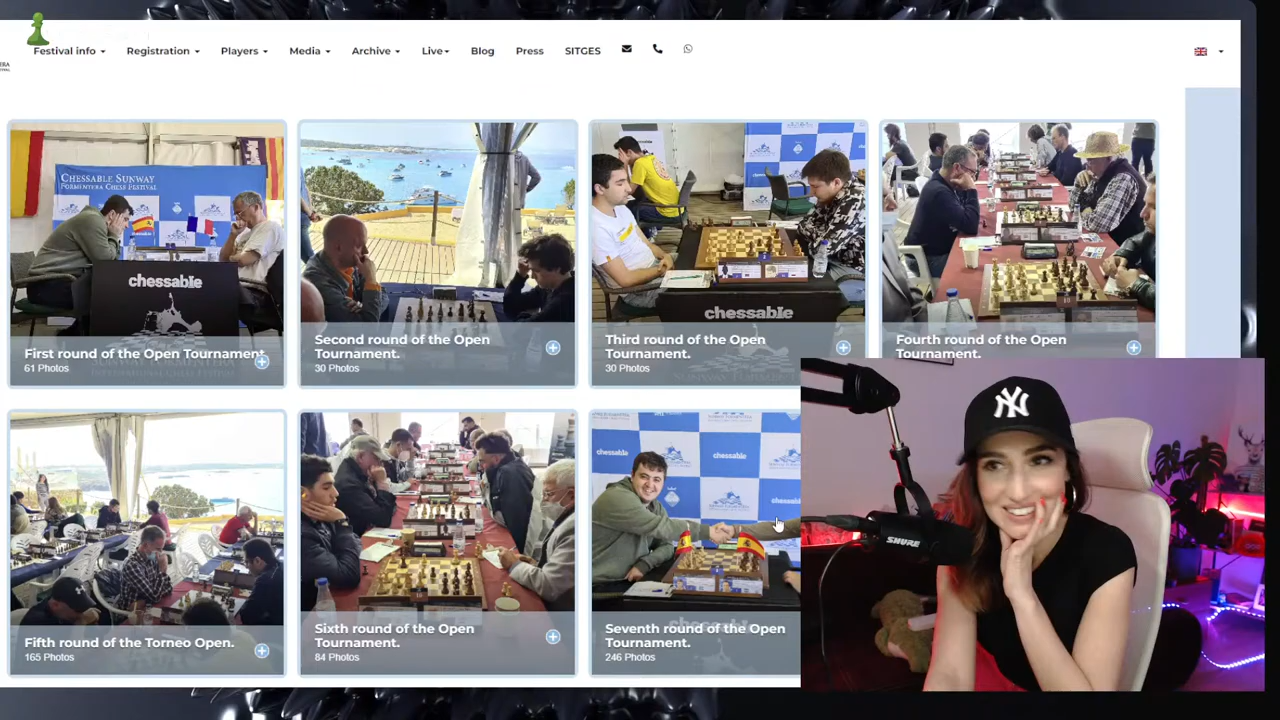 Festival info
Registration
Players
Media
Archive
Live
Blog
Press
SITGES
CHESSABLE SUNWAY
FORMENTERA CHESS FESTIVAL
chessable
First round of the Open Tournament.
61 Photos
Second round of the Open
Tournament.
30 Photos
chessable
Third round of the Open
Tournament.
30 Photos
Fourth round of the Open
Tournament.
Fifth round of the Torneo Open.
165 Photos
Sixth round of the Open
Tournament.
84 Photos
chessable
chessable
Seventh round of the Open
Tournament.
246 Photos
NY
SHURE